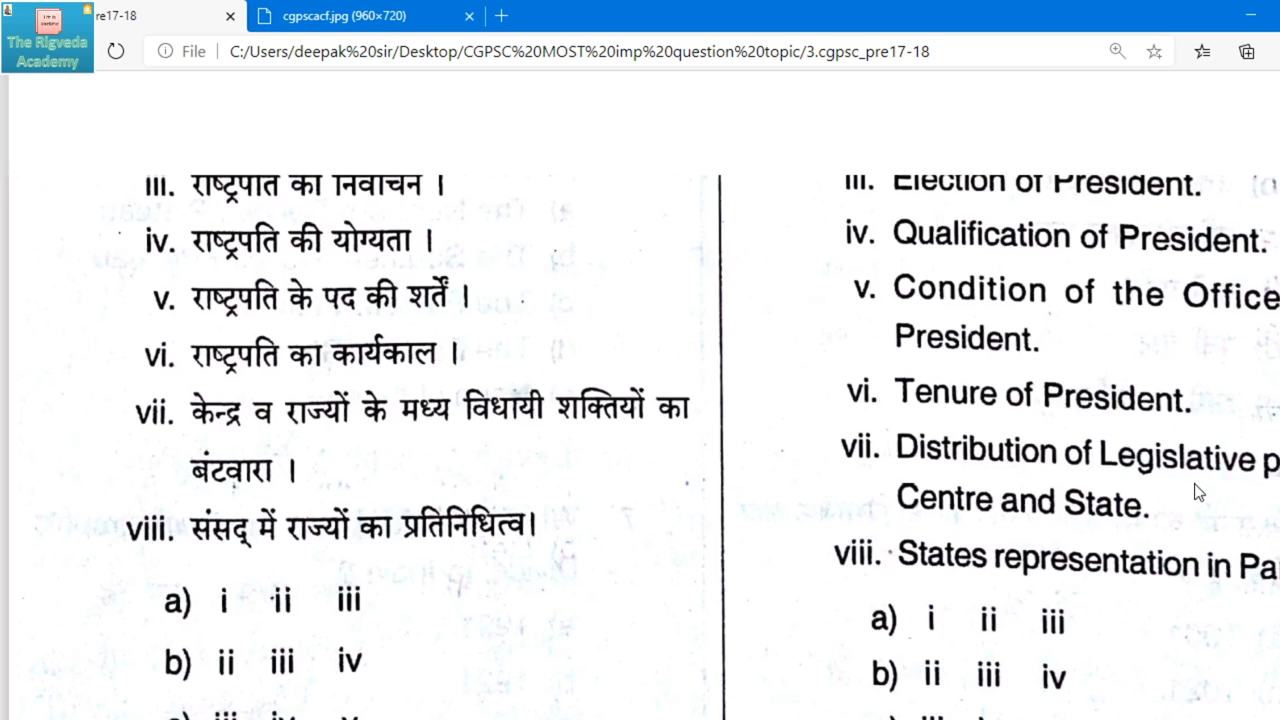 re17-18
cgpscacf.jpg (960×720)
The Rigveda
Academy
File
C:/Users/deepak%20sir/Desktop/CGPSC%20MOST%20imp%20question%20topic/3.cgpsc_pre17-18
iii. राष्ट्रपति का निर्वाचन ।
iv. राष्ट्रपति की योग्यता ।
v. राष्ट्रपति के पद की शर्तें ।
vi. राष्ट्रपति का कार्यकाल ।
vii. केन्द्र व राज्यों के मध्य विधायी शक्तियों का
बंटवारा ।
viii. संसद् में राज्यों का प्रतिनिधित्व।
a) i ii iii
b) ii iii iv
iii. Election of President.
iv. Qualification of President.
v. Condition of the Office
President.
vi. Tenure of President.
vii. Distribution of Legislative p
Centre and State.
viii. States representation in Pa
a) i ii iii
b) ii iii iv